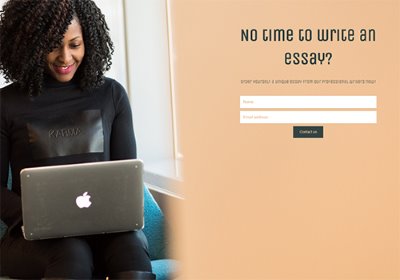 No time to write an
essay?
Order yourself a unique essay from our professional writers now!
Name
E-mail address
Contact us
KARMA